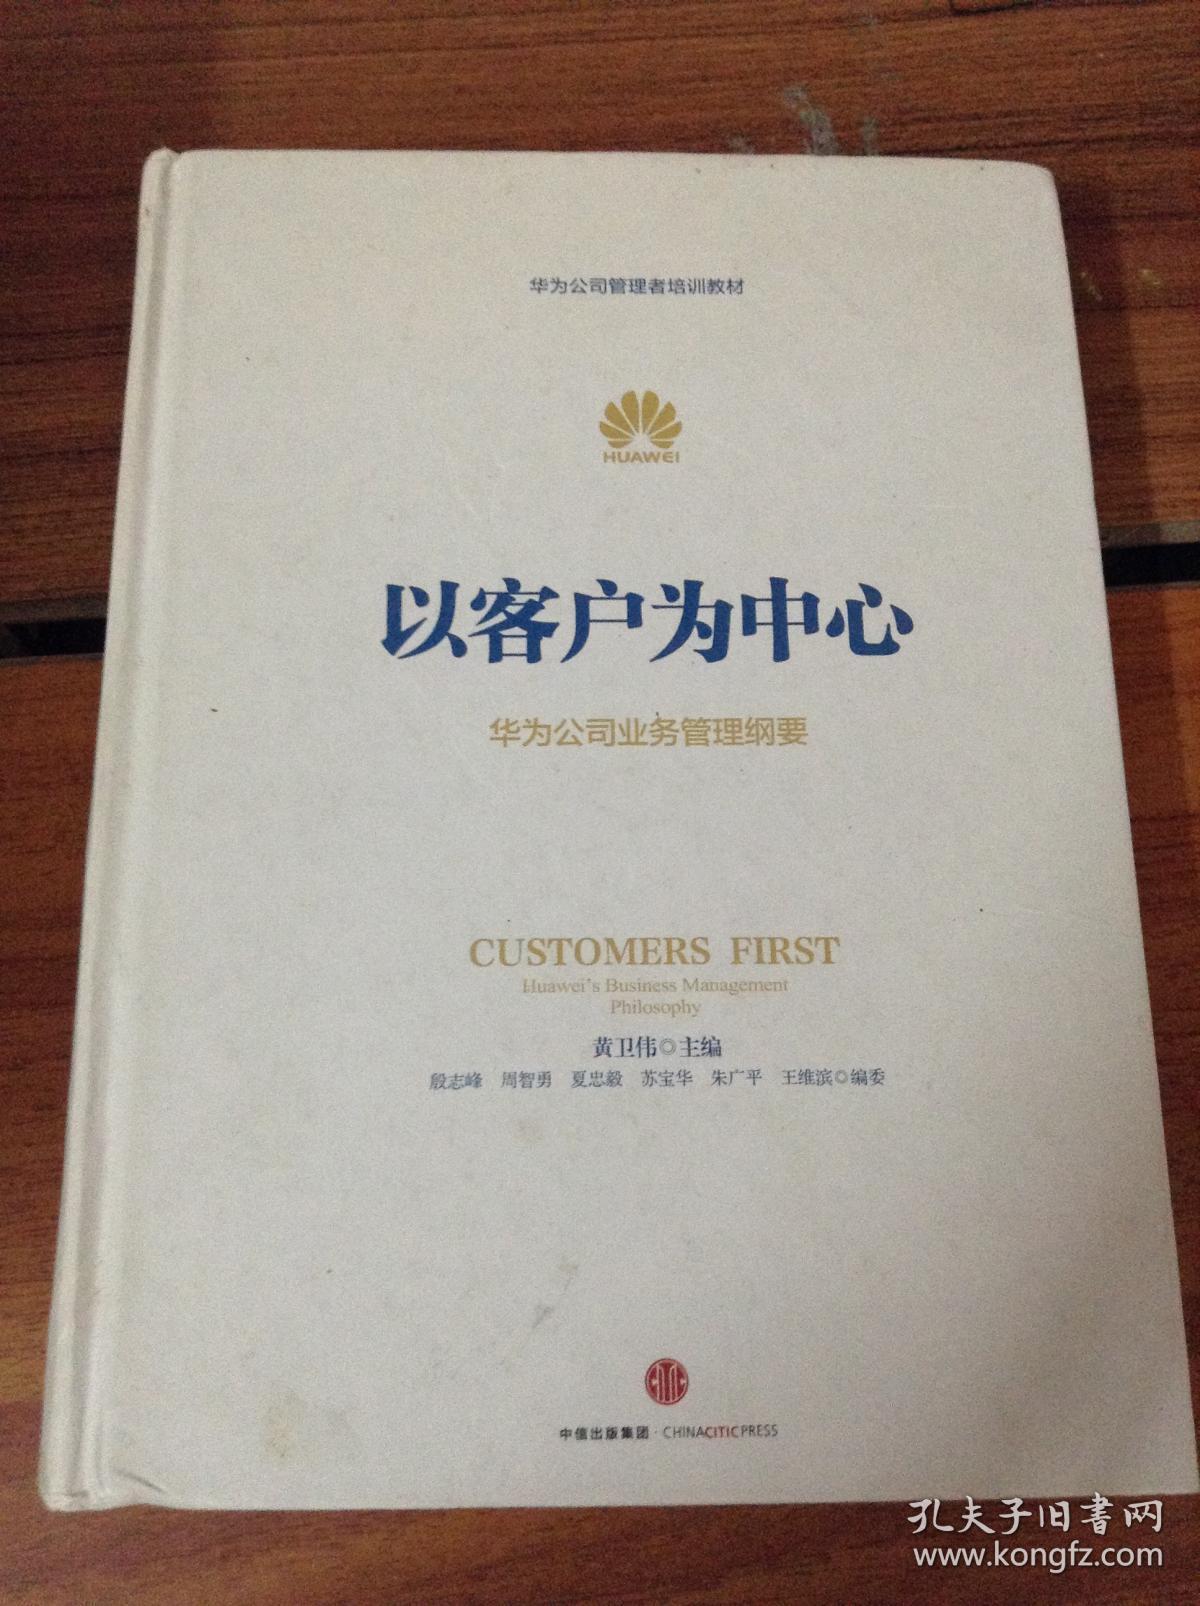 华为公司管理者培训教材
HUAWEI
以客户为中心
华为公司业务管理纲要
CUSTOMERS FIRST
Huawei's Business Management
Philosophy
黄卫伟◎主编
殷志峰 周智勇 夏忠毅 苏宝华 朱广平 王维滨◎编委
中信出版集团·CHINACITICPRESS
孔夫子旧書网
www.kongfz.com